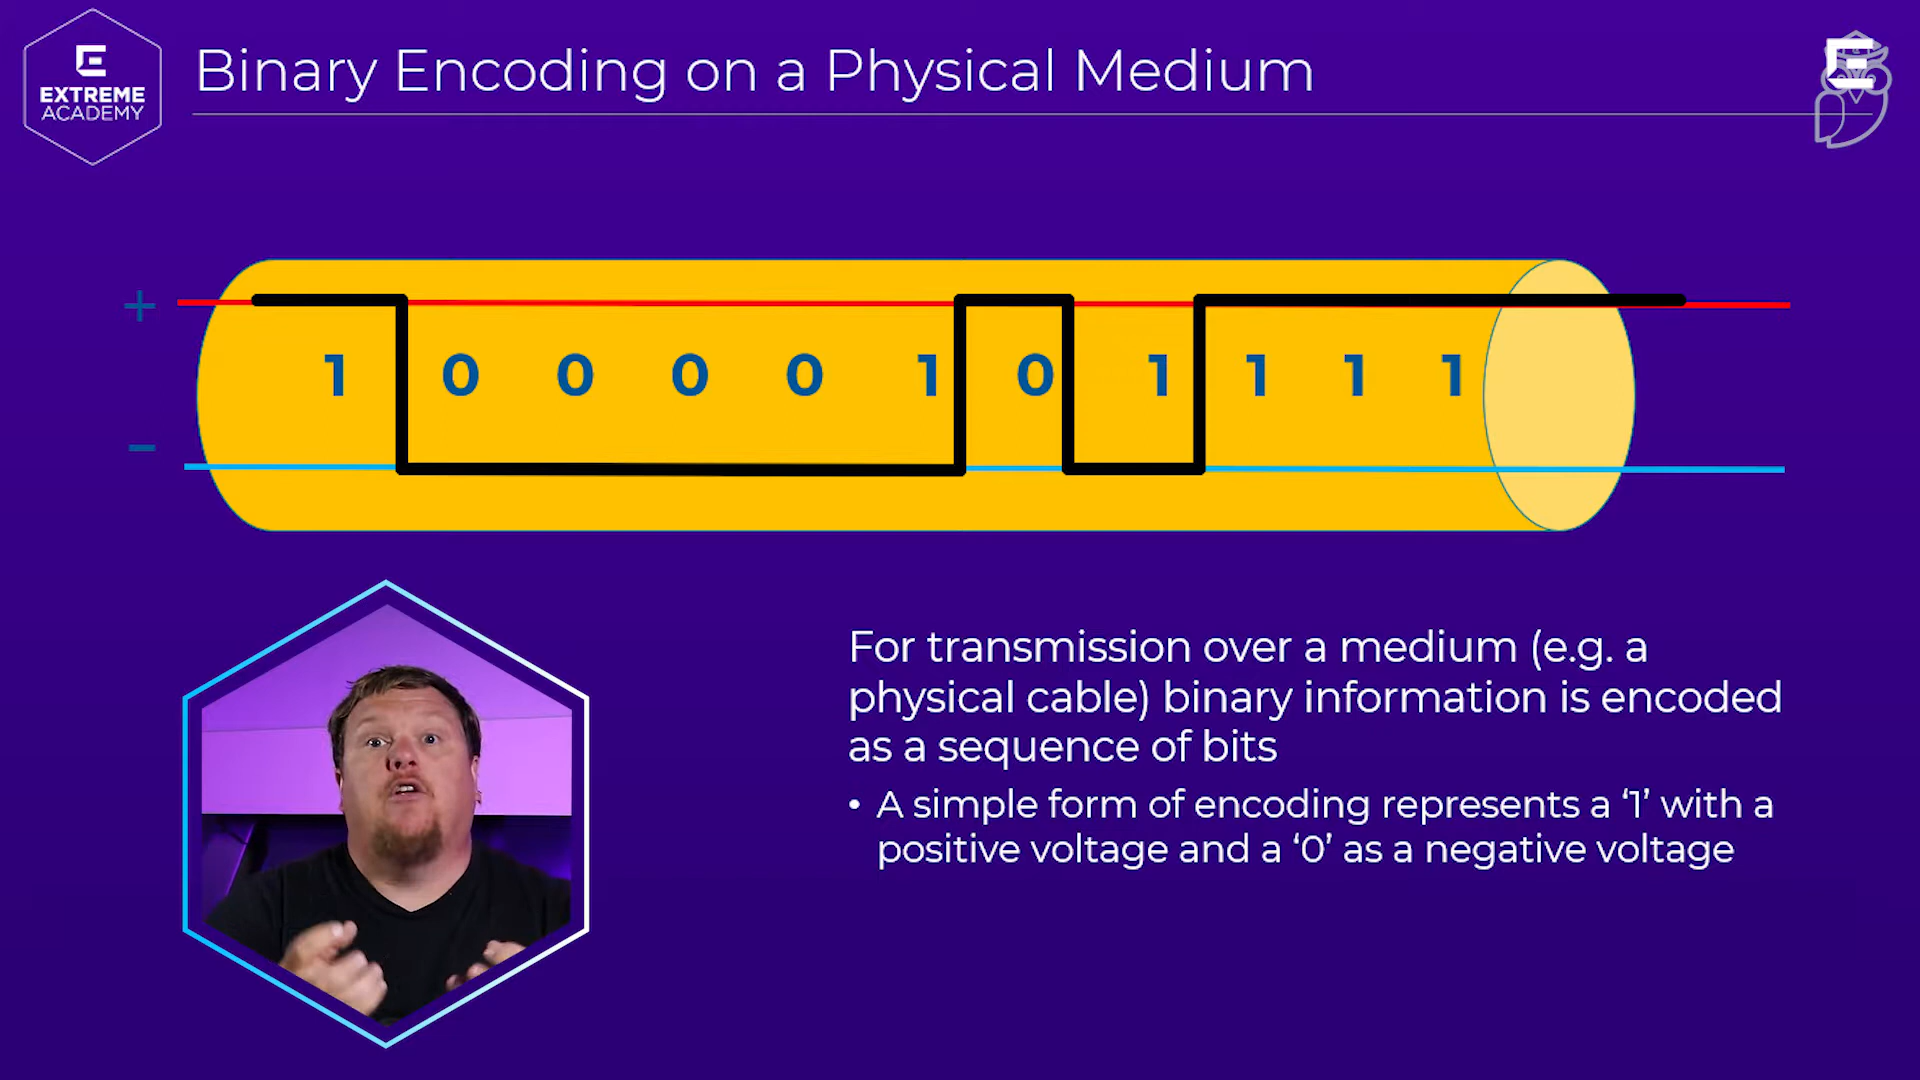 EXTREME
ACADEMY
Binary Encoding on a Physical Medium
+
1 0 0 0 0 1 0 1 1 1 1
−
For transmission over a medium (e.g. a
physical cable) binary information is encoded
as a sequence of bits
• A simple form of encoding represents a ‘1’ with a
positive voltage and a ‘0’ as a negative voltage